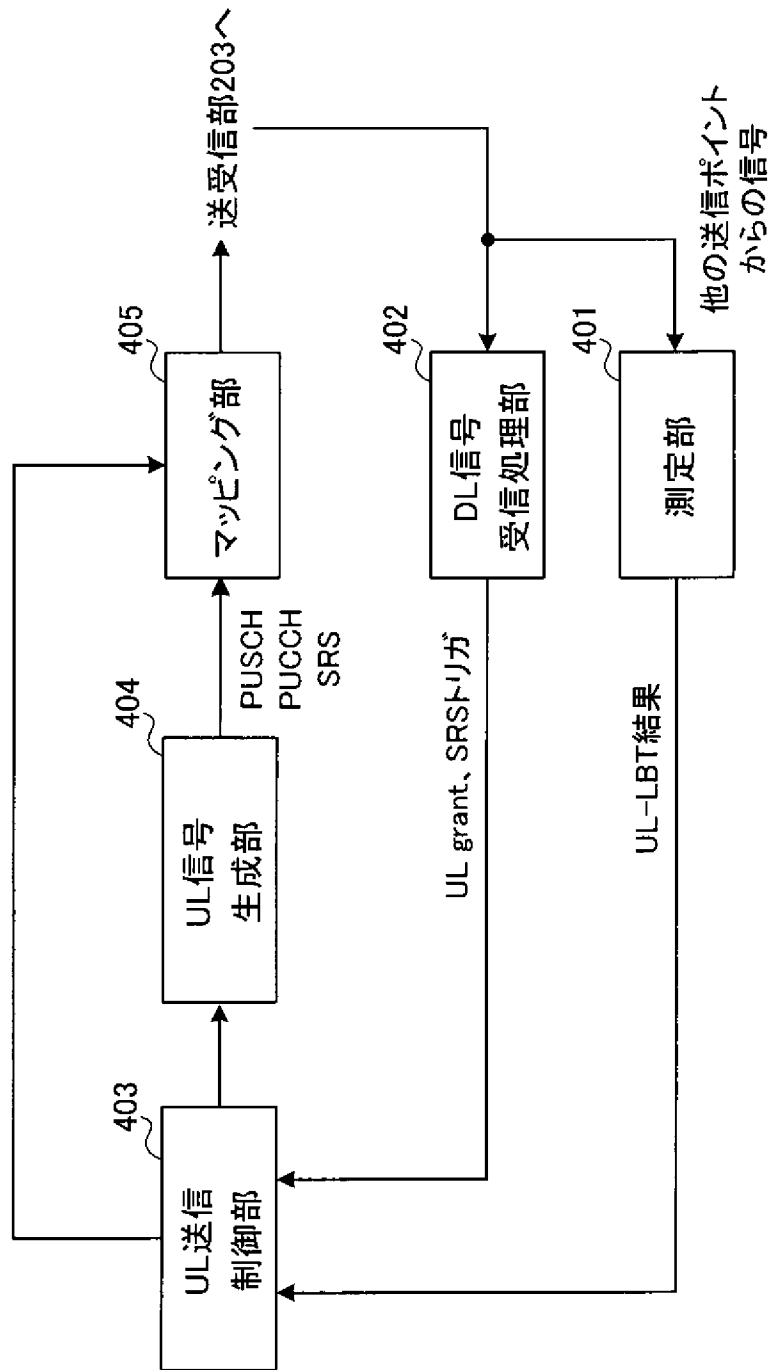 403
UL送信
制御部
404
UL信号
生成部
PUSCH
PUCCH
SRS
405
マッピング部
送受信部203へ
402
DL信号
受信処理部
UL grant、SRSトリガ
401
測定部
UL-LBT結果
他の送信ポイント
からの信号